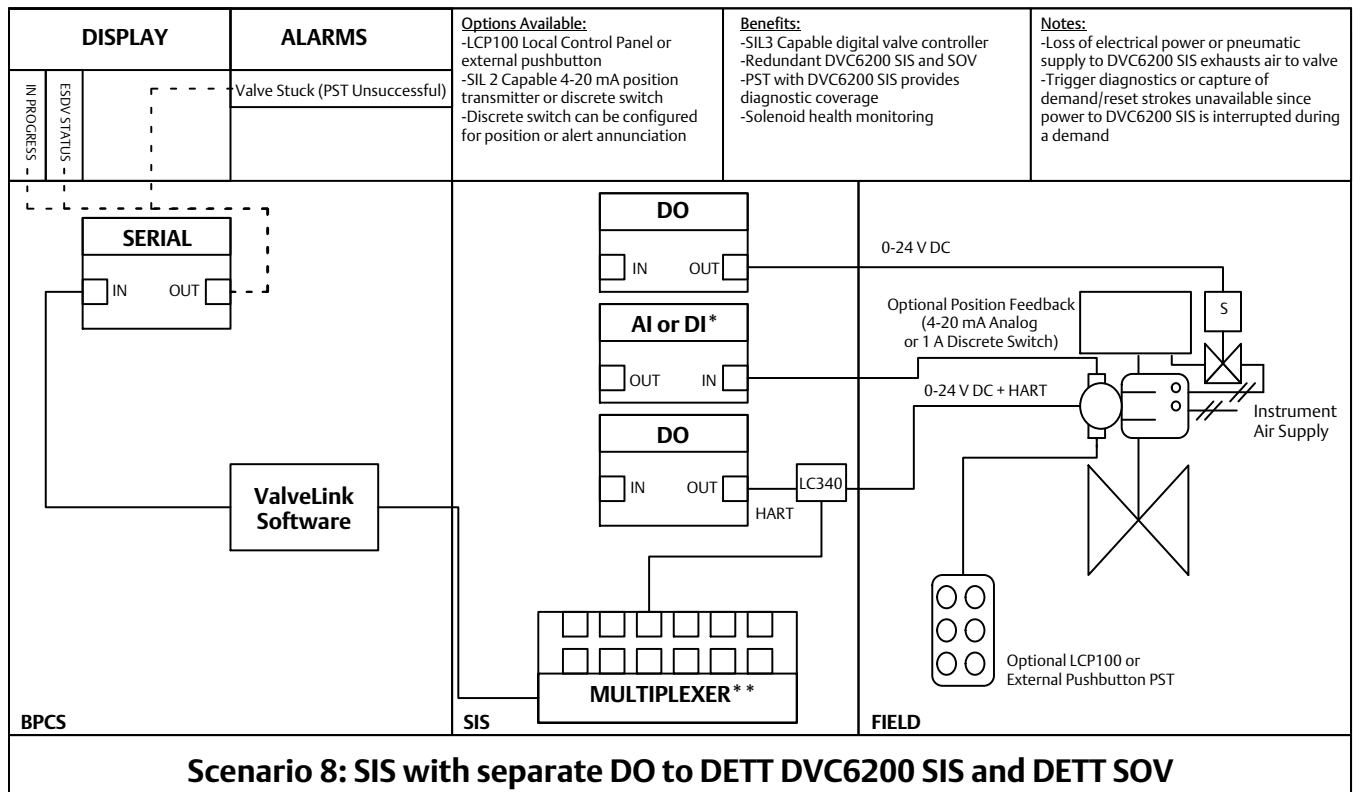 DISPLAY
ALARMS
IN PROGRESS
ESDV STATUS
Valve Stuck (PST Unsuccessful)
Options Available:
-LCP100 Local Control Panel or
external pushbutton
-SIL 2 Capable 4-20 mA position
transmitter or discrete switch
-Discrete switch can be configured
for position or alert annunciation
Benefits:
-SIL3 Capable digital valve controller
-Redundant DVC6200 SIS and SOV
-PST with DVC6200 SIS provides
diagnostic coverage
-Solenoid health monitoring
Notes:
-Loss of electrical power or pneumatic
supply to DVC6200 SIS exhausts air to valve
-Trigger diagnostics or capture of
demand/reset strokes unavailable since
power to DVC6200 SIS is interrupted during
a demand
SERIAL
IN OUT
ValveLink
Software
BPCS
DO
IN OUT
AI or DI*
OUT IN
DO
IN OUT
HART
LC340
MULTIPLEXER**
SIS
0-24 V DC
S
Optional Position Feedback
(4-20 mA Analog
or 1 A Discrete Switch)
0-24 V DC + HART
Instrument
Air Supply
Optional LCP100 or
External Pushbutton PST
FIELD
Scenario 8: SIS with separate DO to DETT DVC6200 SIS and DETT SOV